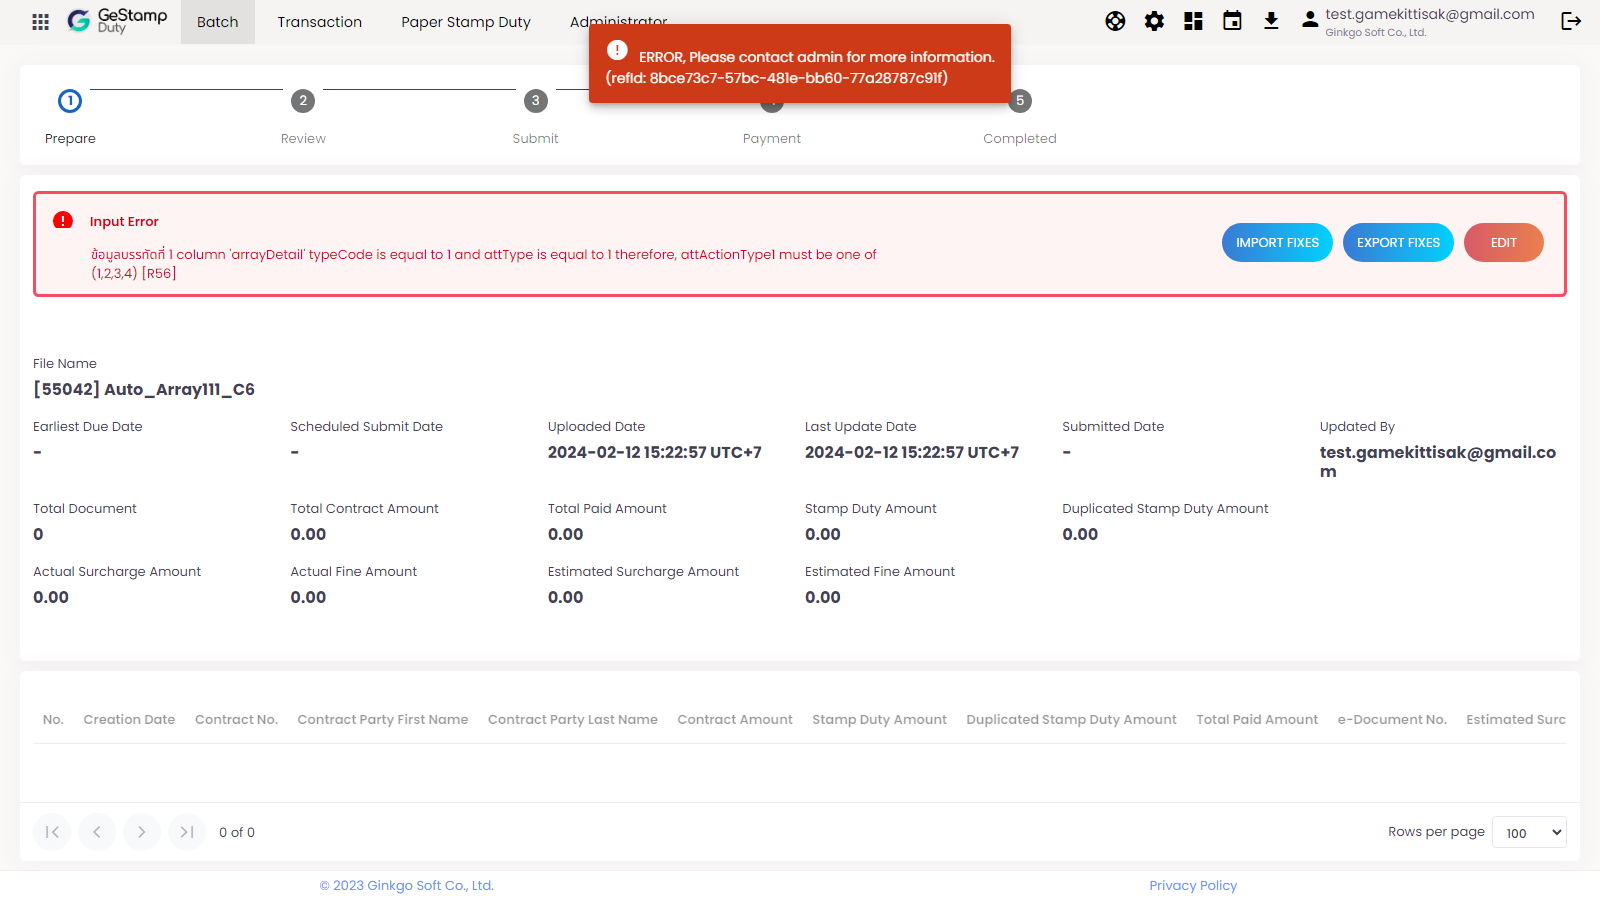 GeStamp
Duty
Batch
Transaction
Paper Stamp Duty
Administrator
test.gamekittisak@gmail.com
Ginkgo Soft Co., Ltd.
ERROR, Please contact admin for more information.
(refId: 8bce73c7-57bc-481e-bb60-77a28787c91f)
1
2
3
5
Prepare
Review
Submit
Payment
Completed
Input Error
ข้อมูลบรรทัดที่ 1 column 'arrayDetail' typeCode is equal to 1 and attType is equal to 1 therefore, attActionType1 must be one of
(1,2,3,4) [R56]
IMPORT FIXES
EXPORT FIXES
EDIT
File Name
[55042] Auto_Array111_C6
Earliest Due Date
Scheduled Submit Date
Uploaded Date
Last Update Date
Submitted Date
Updated By
-
-
2024-02-12 15:22:57 UTC+7
2024-02-12 15:22:57 UTC+7
-
test.gamekittisak@gmail.co
m
Total Document
Total Contract Amount
Total Paid Amount
Stamp Duty Amount
Duplicated Stamp Duty Amount
0
0.00
0.00
0.00
0.00
Actual Surcharge Amount
Actual Fine Amount
Estimated Surcharge Amount
Estimated Fine Amount
0.00
0.00
0.00
0.00
No.
Creation Date
Contract No.
Contract Party First Name
Contract Party Last Name
Contract Amount
Stamp Duty Amount
Duplicated Stamp Duty Amount
Total Paid Amount
e-Document No.
Estimated Surc
0 of 0
Rows per page
100
© 2023 Ginkgo Soft Co., Ltd.
Privacy Policy